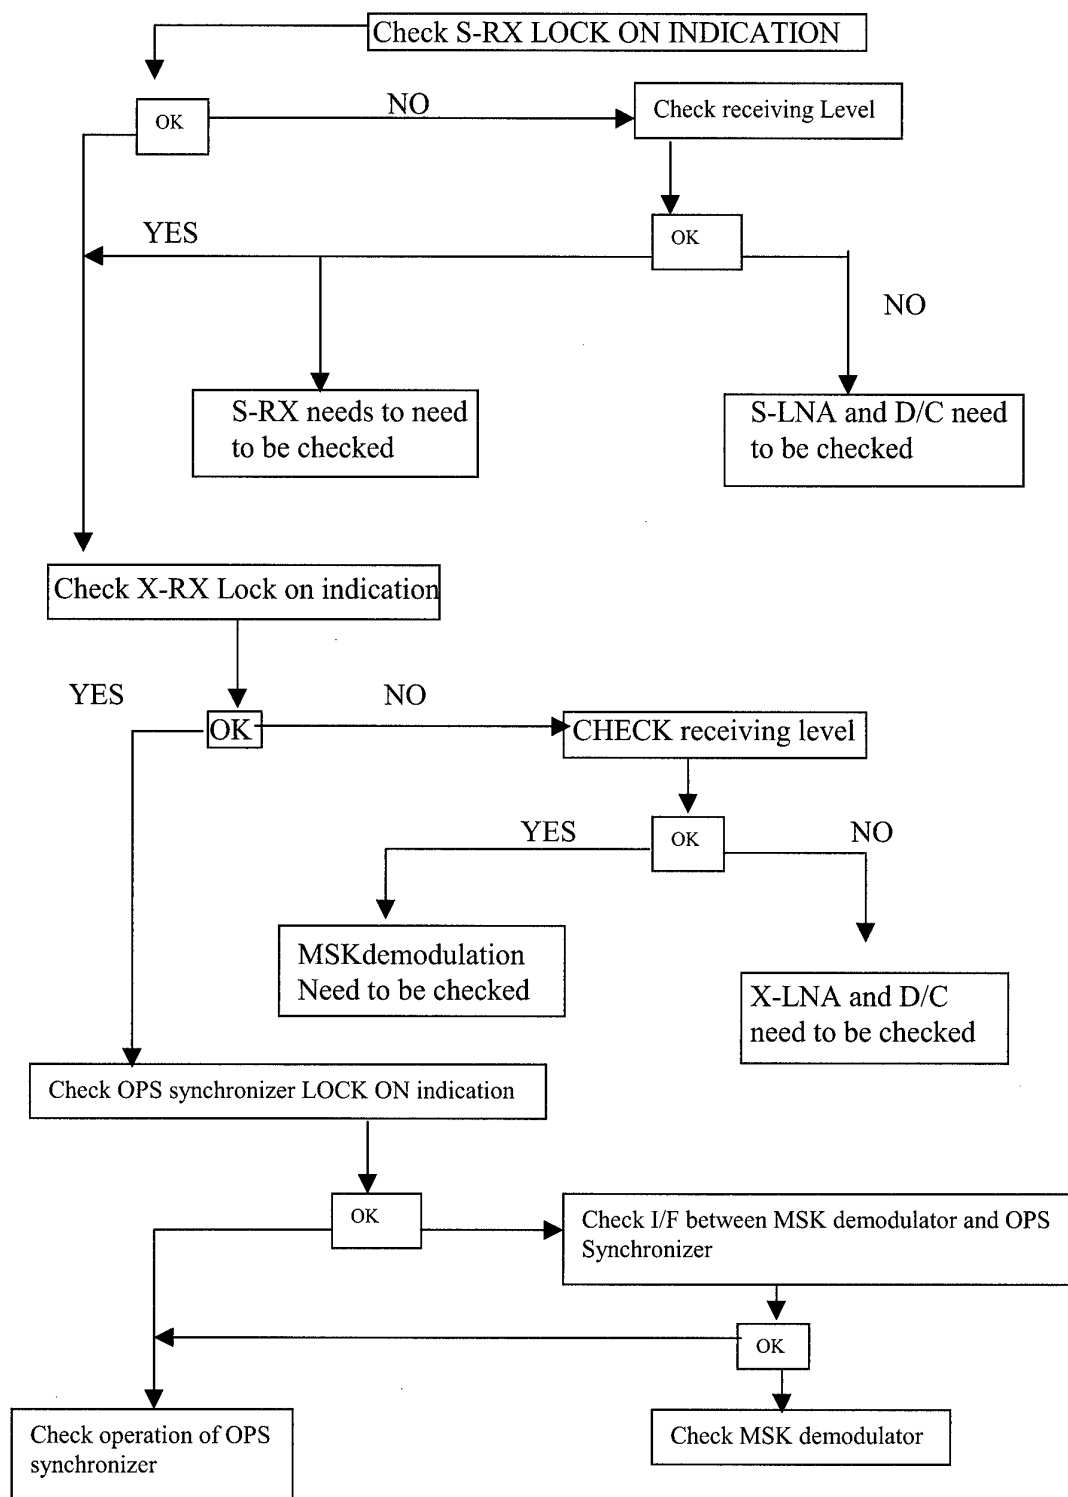 Check S-RX LOCK ON INDICATION
OK
NO
Check receiving Level
YES
OK
NO
S-RX needs to need
to be checked
S-LNA and D/C need
to be checked
Check X-RX Lock on indication
YES
NO
OK
CHECK receiving level
YES
OK
NO
MSKdemodulation
Need to be checked
X-LNA and D/C
need to be checked
Check OPS synchronizer LOCK ON indication
OK
Check I/F between MSK demodulator and OPS
Synchronizer
OK
Check operation of OPS
synchronizer
Check MSK demodulator